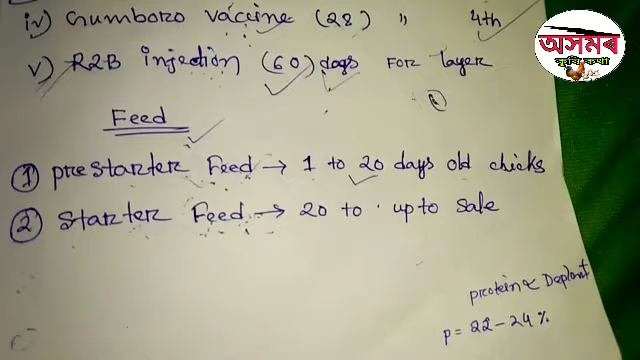 iv) Gumboro vaccine (28) " 4th
v) R2B injection (60) days FOR layer
Feed
① Prestarter Feed → 1 to 20 days old chicks
② Starter Feed → 20 to up to sale
protein
P = 22 - 24 %
অসমৰ
কৃষি কথা